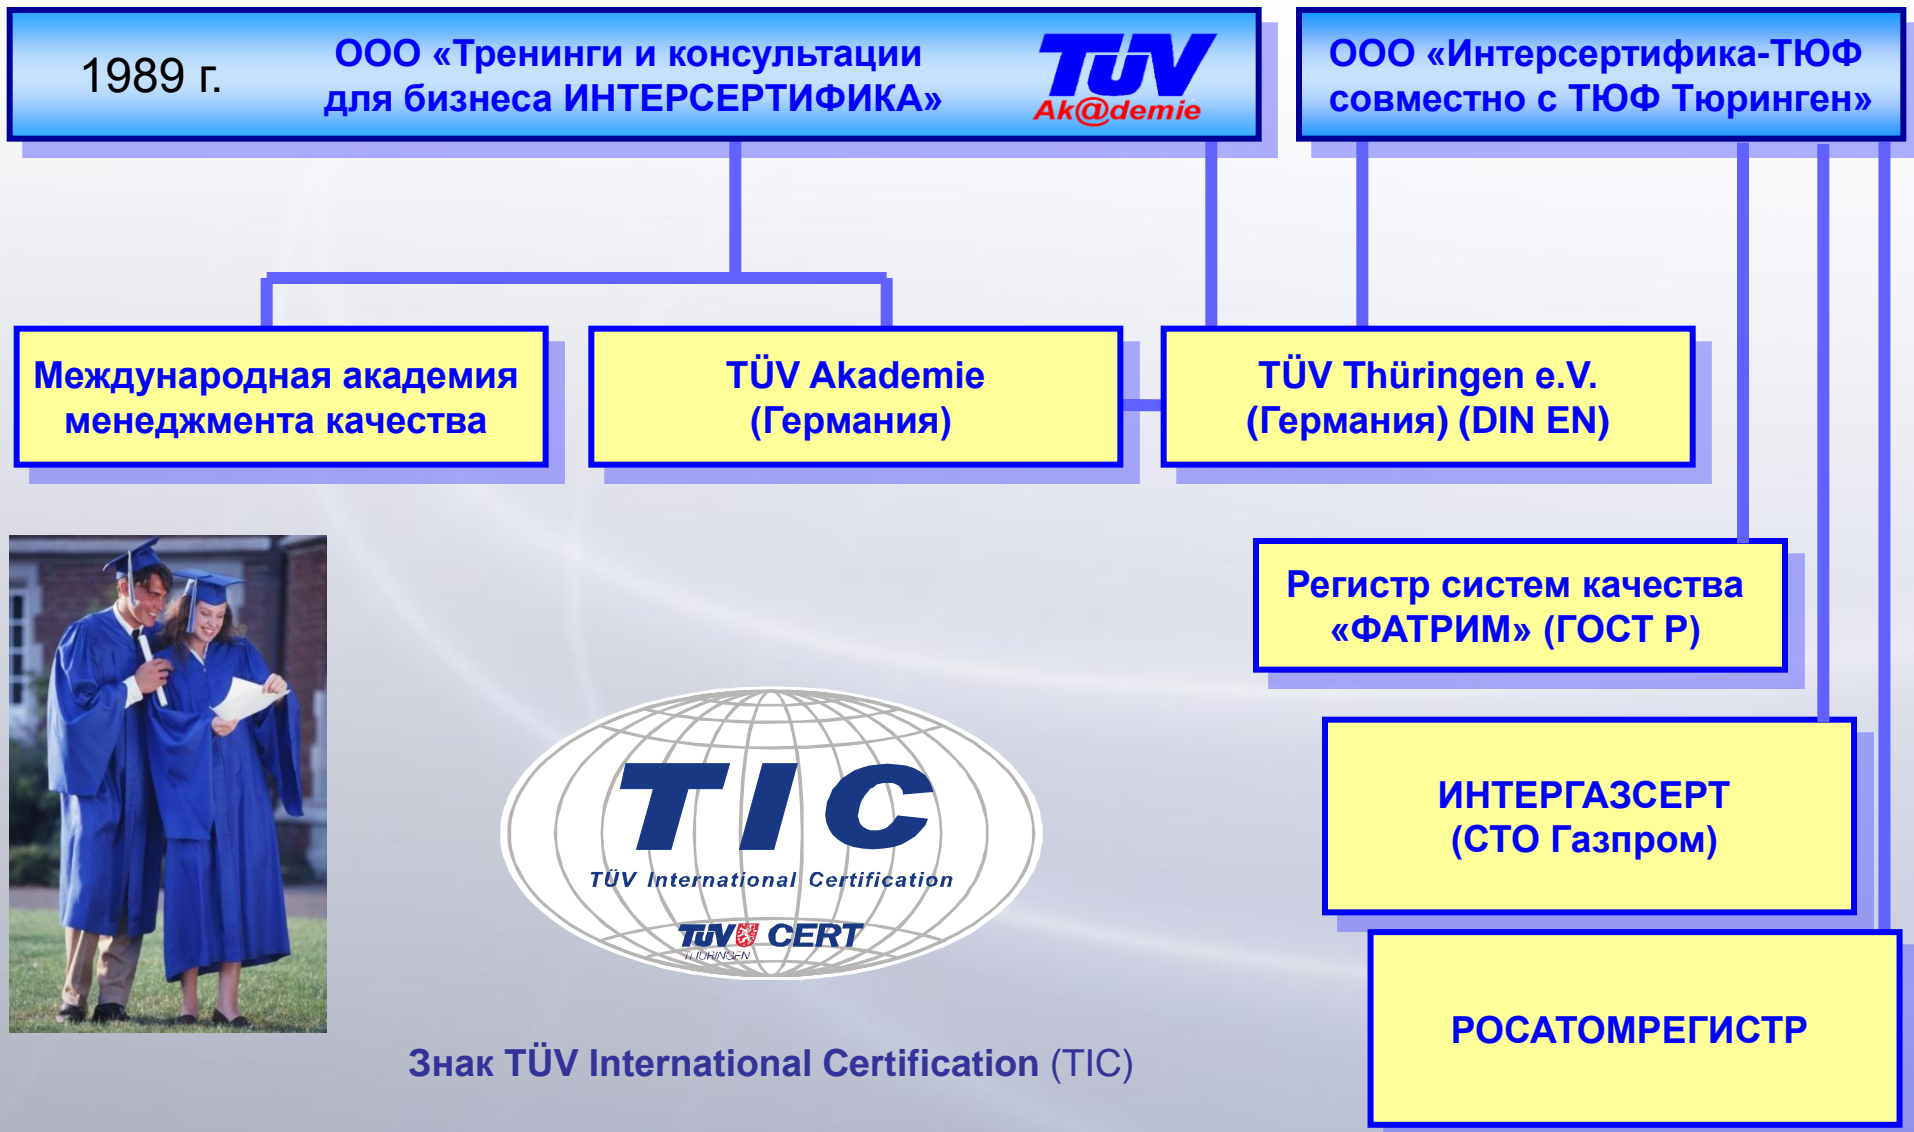 1989 г.
ООО «Тренинги и консультации
для бизнеса ИНТЕРСЕРТИФИКА»
TÜV
Ak@demie
ООО «Интерсертифика-ТЮФ
совместно с ТЮФ Тюринген»
Международная академия
менеджмента качества
TÜV Akademie
(Германия)
TÜV Thüringen e.V.
(Германия) (DIN EN)
Регистр систем качества
«ФАТРИМ» (ГОСТ Р)
ИНТЕРГАЗСЕРТ
(СТО Газпром)
РОСАТОМРЕГИСТР
TIC
TÜV International Certification
TÜV CERT
THÜRINGEN
Знак TÜV International Certification (TIC)